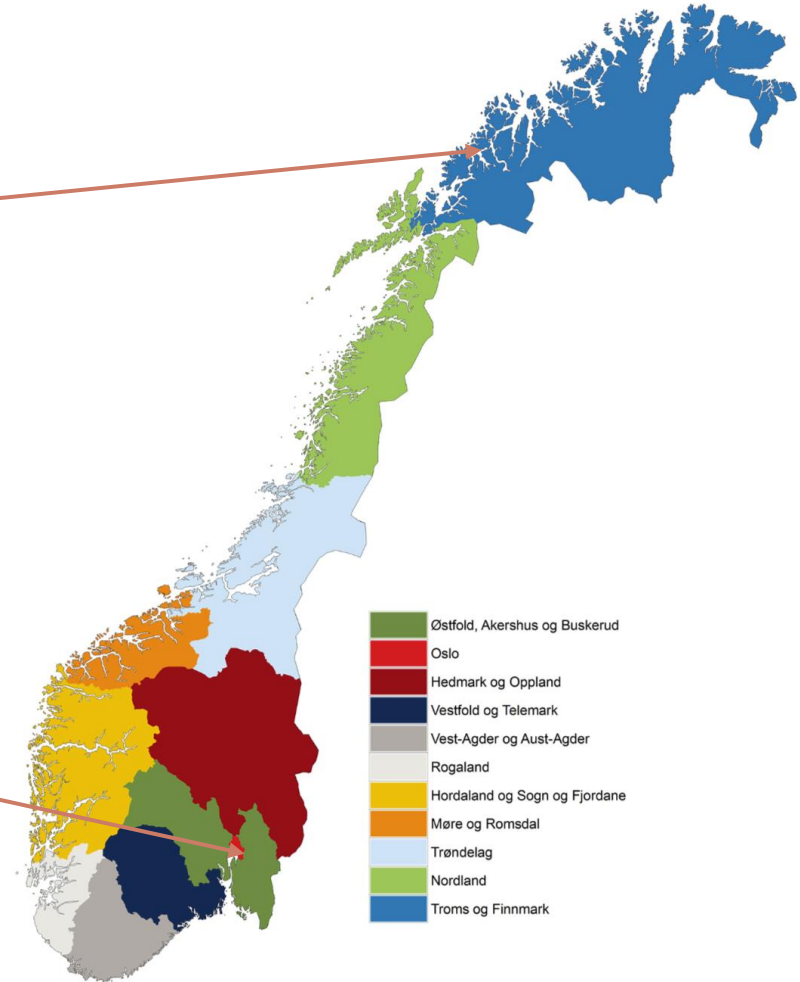 Østfold, Akershus og Buskerud
Oslo
Hedmark og Oppland
Vestfold og Telemark
Vest-Agder og Aust-Agder
Rogaland
Hordaland og Sogn og Fjordane
Møre og Romsdal
Trøndelag
Nordland
Troms og Finnmark